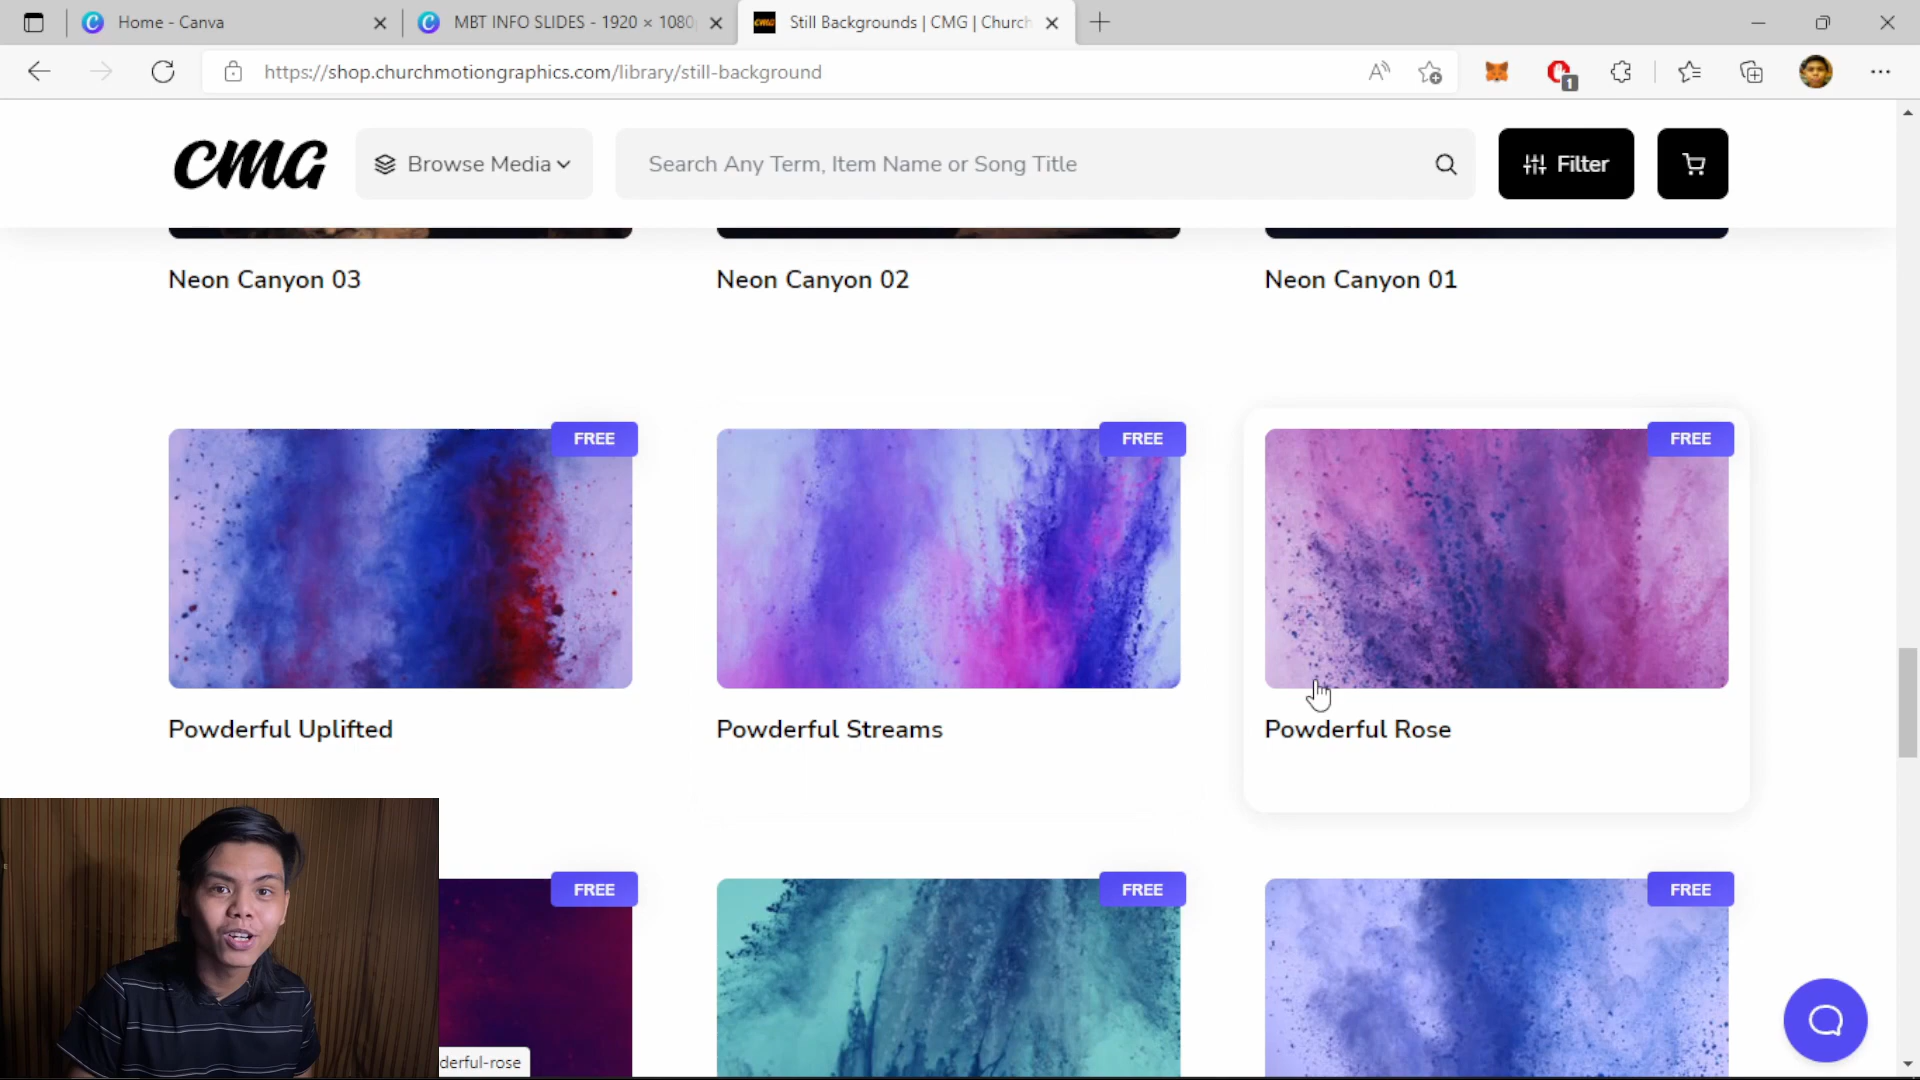 Home - Canva
MBT INFO SLIDES - 1920 × 1080
Still Backgrounds | CMG | Church
https://shop.churchmotiongraphics.com/library/still-background
1
CMG
Browse Media
Search Any Term, Item Name or Song Title
Filter
Neon Canyon 03
Neon Canyon 02
Neon Canyon 01
FREE
FREE
FREE
Powderful Uplifted
Powderful Streams
Powderful Rose
FREE
FREE
FREE
derful-rose